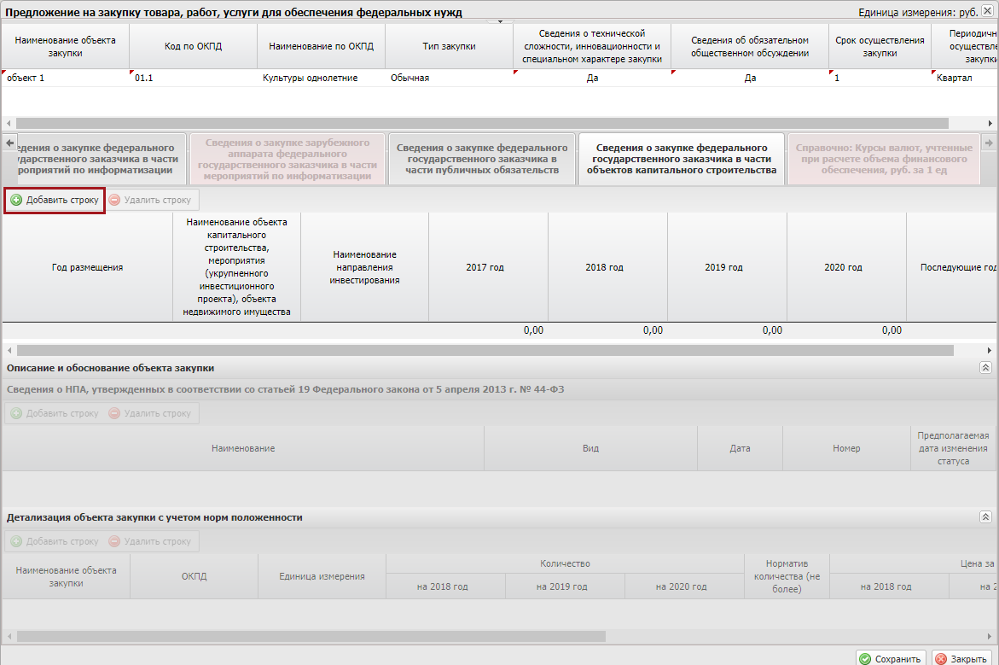 Предложение на закупку товара, работ, услуги для обеспечения федеральных нужд
Единица измерения: руб.
Наименование объекта
закупки
Код по ОКПД
Наименование по ОКПД
Тип закупки
Сведения о технической
сложности, инновационности и
специальном характере закупки
Сведения об обязательном
общественном обсуждении
Срок осуществления
закупки
Периодичн
осуществле
закупки
объект 1
01.1
Культуры однолетние
Обычная
Да
Да
1
Квартал
едения о закупке федерального
ударственного заказчика в части
роприятий по информатизации
Сведения о закупке зарубежного
аппарата федерального
государственного заказчика в части
мероприятий по информатизации
Сведения о закупке федерального
государственного заказчика в
части публичных обязательств
Сведения о закупке федерального
государственного заказчика в части
объектов капитального строительства
Справочно: Курсы валют, учтенные
при расчете объема финансового
обеспечения, руб. за 1 ед
Добавить строку
Удалить строку
Год размещения
Наименование объекта
капитального
строительства,
мероприятия
(укрупненного
инвестиционного
проекта), объекта
недвижимого имущества
Наименование
направления
инвестирования
2017 год
2018 год
2019 год
2020 год
Последующие год
0,00
0,00
0,00
0,00
Описание и обоснование объекта закупки
Сведения о НПА, утвержденных в соответствии со статьей 19 Федерального закона от 5 апреля 2013 г. № 44-ФЗ
Добавить строку
Удалить строку
Наименование
Вид
Дата
Номер
Предполагаемая
дата изменения
статуса
Детализация объекта закупки с учетом норм положенности
Добавить строку
Удалить строку
Наименование объекта
закупки
ОКПД
Единица измерения
Количество
на 2018 год
на 2019 год
на 2020 год
Норматив
количества (не
более)
Цена за
на 2018 год
на 2
Сохранить
Закрыть